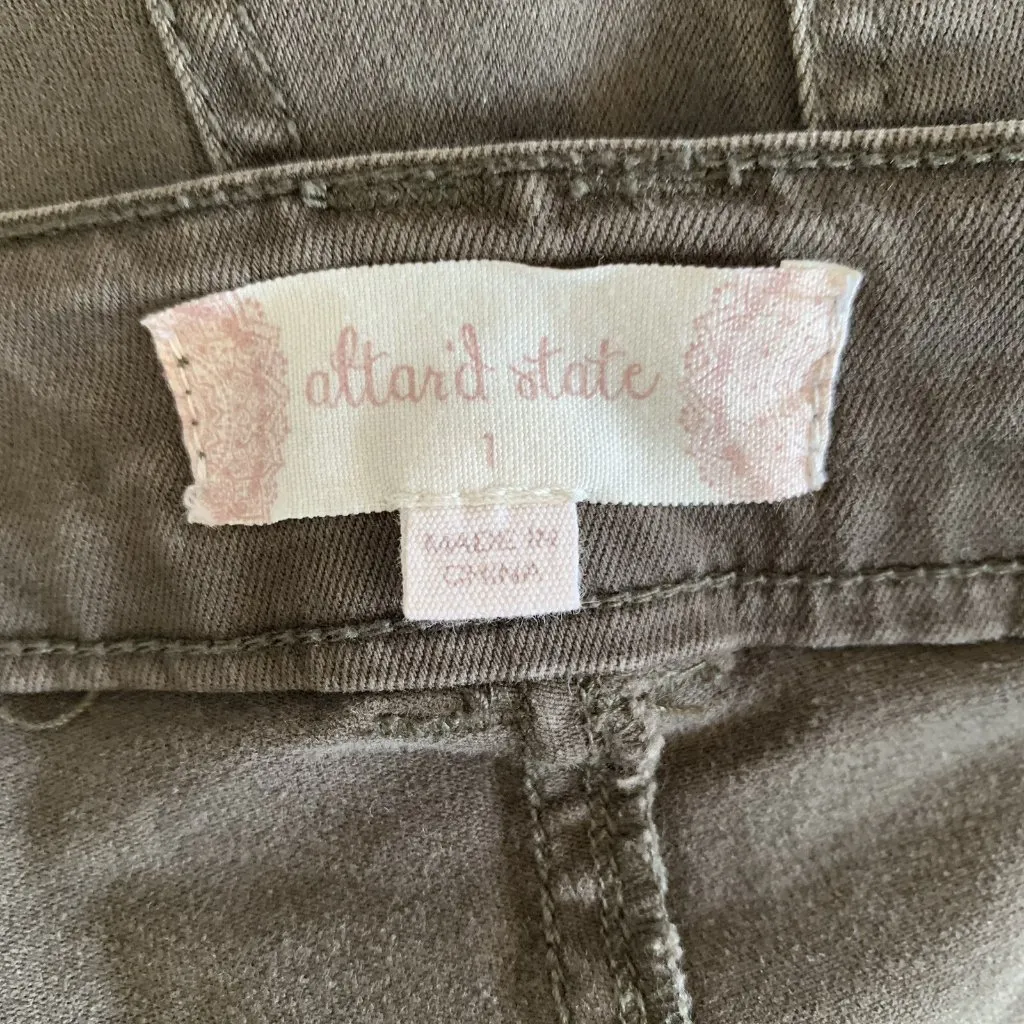 altar'd state
1
MADE IN
CHINA